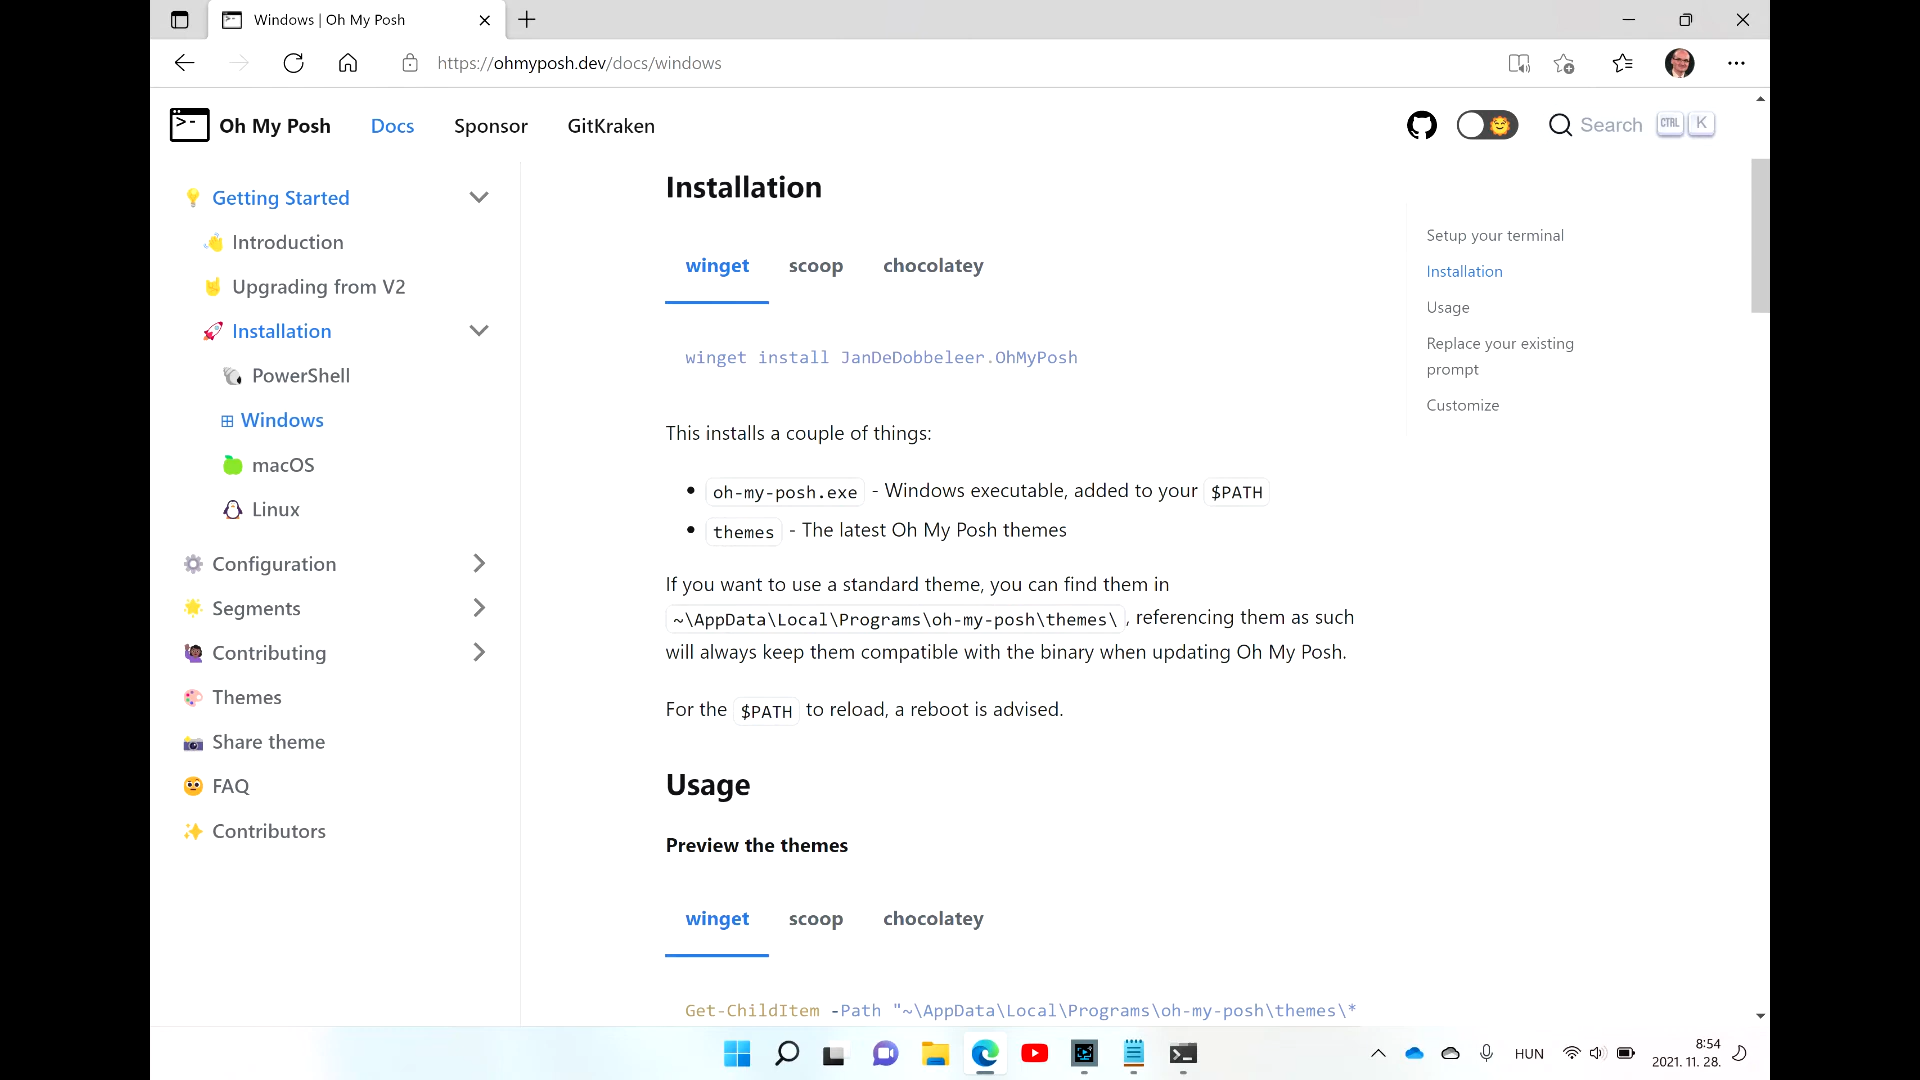 Windows | Oh My Posh
https://ohmyposh.dev/docs/windows
Oh My Posh
Docs
Sponsor
GitKraken
Search
CTRL
K
Getting Started
Introduction
Upgrading from V2
Installation
PowerShell
Windows
macOS
Linux
Configuration
Segments
Contributing
Themes
Share theme
FAQ
Contributors
Installation
winget
scoop
chocolatey
winget install JanDeDobbeleer.OhMyPosh
This installs a couple of things:
oh-my-posh.exe - Windows executable, added to your $PATH
themes - The latest Oh My Posh themes
If you want to use a standard theme, you can find them in
~\AppData\Local\Programs\oh-my-posh\themes\, referencing them as such
will always keep them compatible with the binary when updating Oh My Posh.
For the $PATH to reload, a reboot is advised.
Usage
Preview the themes
winget
scoop
chocolatey
Get-ChildItem -Path "~\AppData\Local\Programs\oh-my-posh\themes\*
Setup your terminal
Installation
Usage
Replace your existing
prompt
Customize
HUN
8:54
2021. 11. 28.